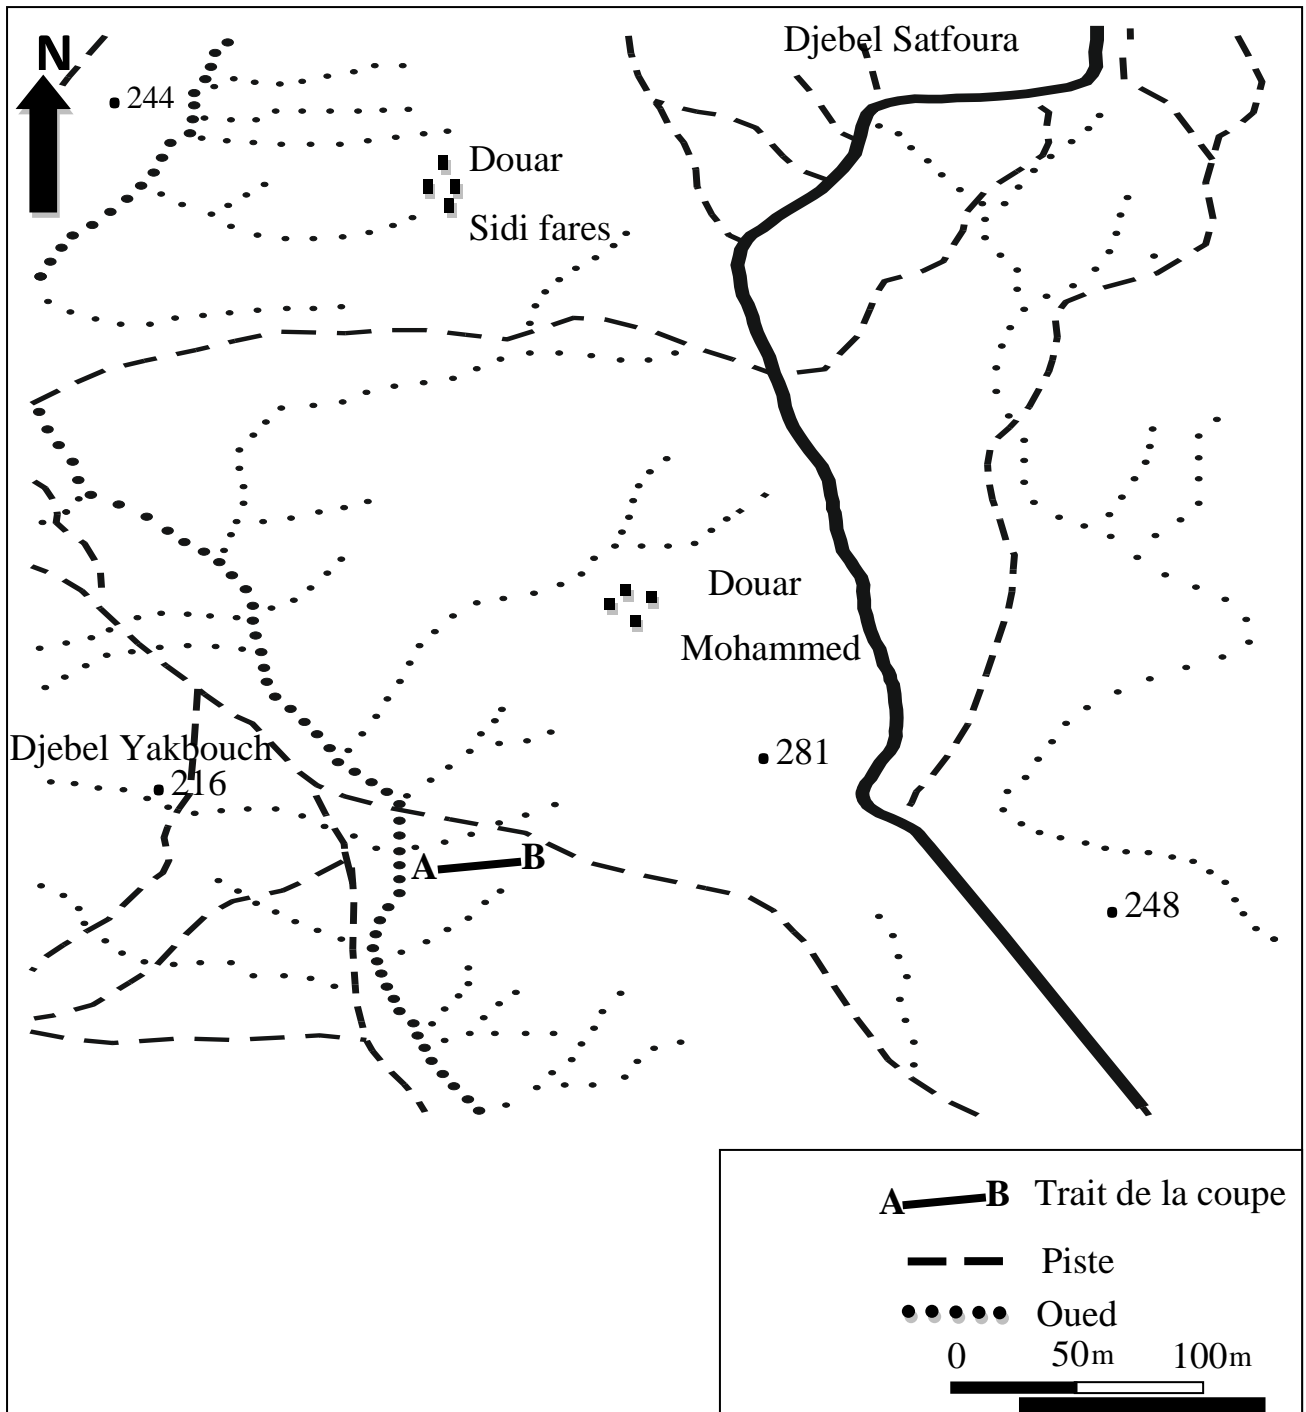 Djebel Satfoura
N
244
Douar
Sidi fares
Douar
Mohammed
Djebel Yakbouch
281
216
A B
248
A B Trait de la coupe
Piste
Oued
0 50m 100m